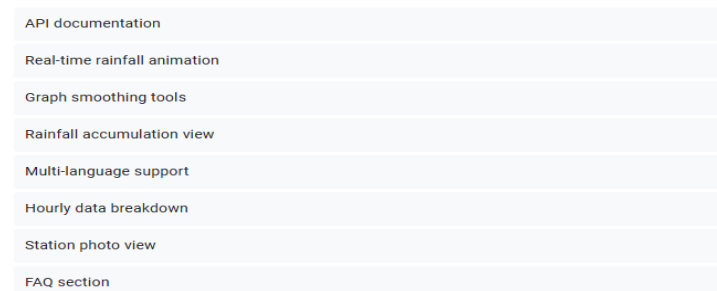 API documentation
Real-time rainfall animation
Graph smoothing tools
Rainfall accumulation view
Multi-language support
Hourly data breakdown
Station photo view
FAQ section